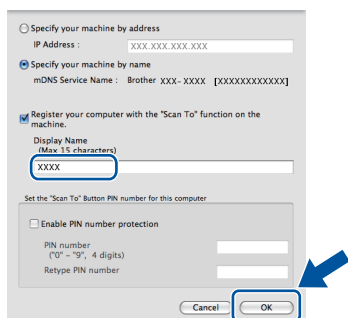 Specify your machine by address
IP Address : XXX.XXX.XXX.XXX
Specify your machine by name
mDNS Service Name : Brother XXX-XXXX [XXXXXXXXXXXX]
Register your computer with the "Scan To" function on the
machine.
Display Name
(Max 15 characters)
XXXX
Set the "Scan To" Button PIN number for this computer
Enable PIN number protection
PIN number
("0" – "9", 4 digits)
Retype PIN number
Cancel OK